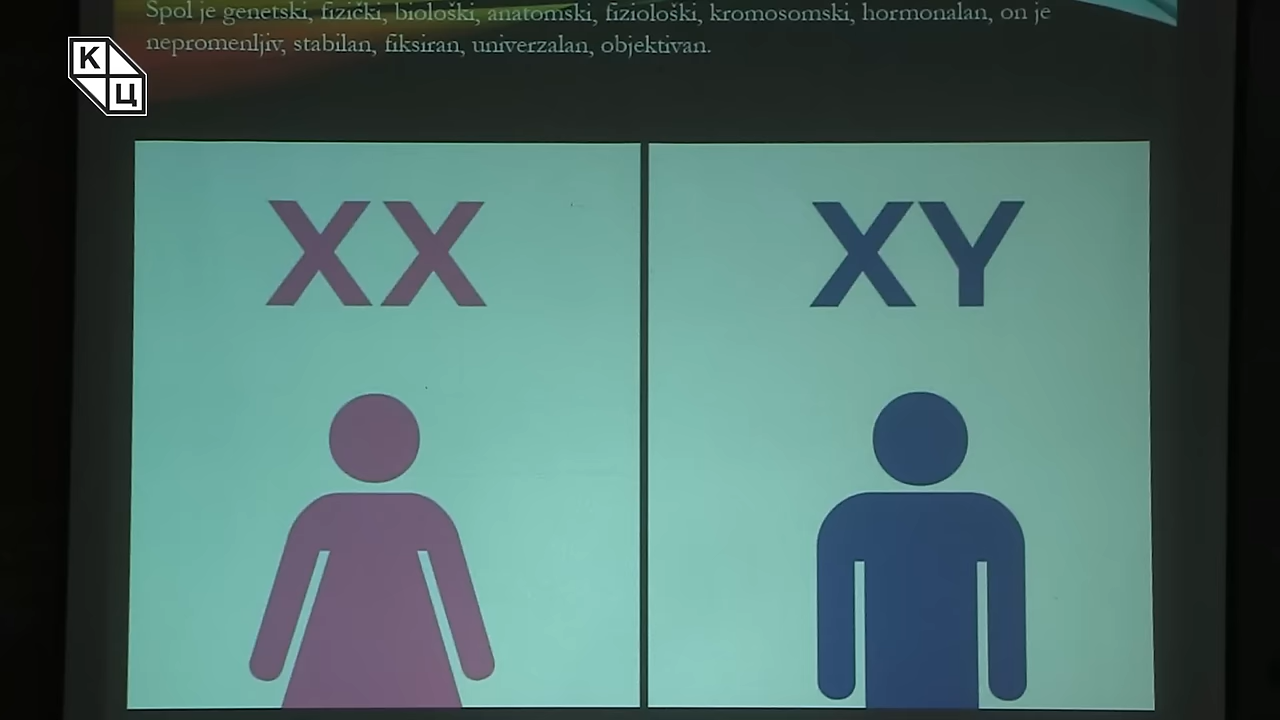 Spol je genetski, fizički, biološki, anatomski, fiziološki, kromosomski, hormonalan, on je
nepromenljiv, stabilan, fiksiran, univerzalan, objektivan.
К
Ц
XX
XY